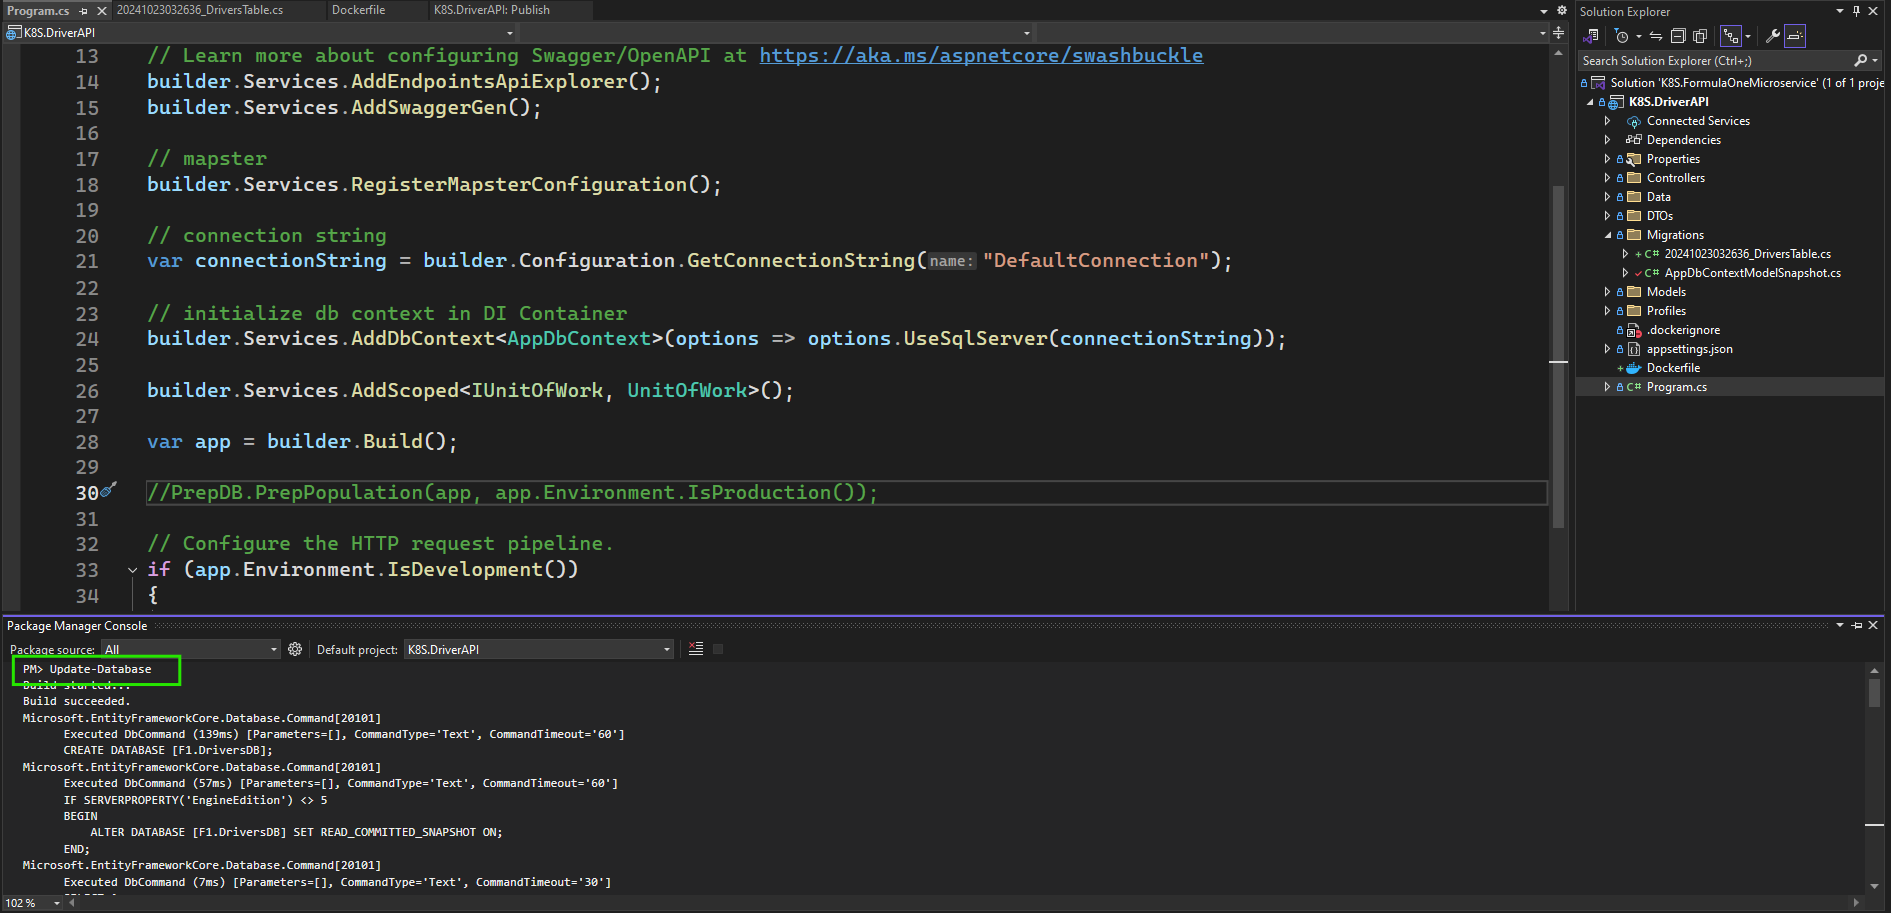 Program.cs
20241023032636_DriversTable.cs
Dockerfile
K8S.DriverAPI: Publish
K8S.DriverAPI
13 // Learn more about configuring Swagger/OpenAPI at https://aka.ms/aspnetcore/swashbuckle
14 builder.Services.AddEndpointsApiExplorer();
15 builder.Services.AddSwaggerGen();
16
17 // mapster
18 builder.Services.RegisterMapsterConfiguration();
19
20 // connection string
21 var connectionString = builder.Configuration.GetConnectionString(name: "DefaultConnection");
22
23 // initialize db context in DI Container
24 builder.Services.AddDbContext<AppDbContext>(options => options.UseSqlServer(connectionString));
25
26 builder.Services.AddScoped<IUnitOfWork, UnitOfWork>();
27
28 var app = builder.Build();
29
30 //PrepDB.PrepPopulation(app, app.Environment.IsProduction());
31
32 // Configure the HTTP request pipeline.
33 if (app.Environment.IsDevelopment())
34 {
Solution Explorer
Search Solution Explorer (Ctrl+;)
Solution 'K8S.FormulaOneMicroservice' (1 of 1 proje
K8S.DriverAPI
Connected Services
Dependencies
Properties
Controllers
Data
DTOs
Migrations
C# 20241023032636_DriversTable.cs
C# AppDbContextModelSnapshot.cs
Models
Profiles
.dockerignore
appsettings.json
Dockerfile
C# Program.cs
Package Manager Console
Package source: All
Default project: K8S.DriverAPI
PM> Update-Database
Build started...
Build succeeded.
Microsoft.EntityFrameworkCore.Database.Command[20101]
Executed DbCommand (139ms) [Parameters=[], CommandType='Text', CommandTimeout='60']
CREATE DATABASE [F1.DriversDB];
Microsoft.EntityFrameworkCore.Database.Command[20101]
Executed DbCommand (57ms) [Parameters=[], CommandType='Text', CommandTimeout='60']
IF SERVERPROPERTY('EngineEdition') <> 5
BEGIN
ALTER DATABASE [F1.DriversDB] SET READ_COMMITTED_SNAPSHOT ON;
END;
Microsoft.EntityFrameworkCore.Database.Command[20101]
Executed DbCommand (7ms) [Parameters=[], CommandType='Text', CommandTimeout='30']
102 %